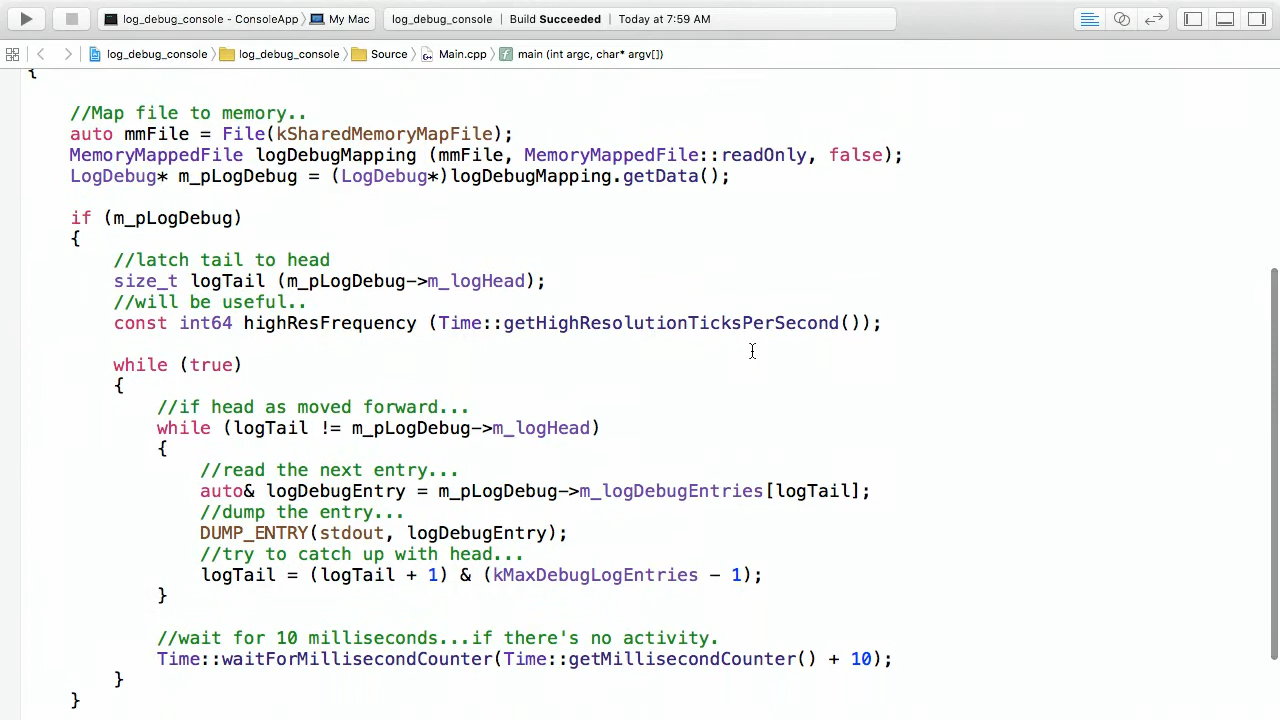 log_debug_console - ConsoleApp My Mac log_debug_console Build Succeeded Today at 7:59 AM
log_debug_console log_debug_console Source Main.cpp main (int argc, char* argv[])
{
//Map file to memory..
auto mmFile = File(kSharedMemoryMapFile);
MemoryMappedFile logDebugMapping (mmFile, MemoryMappedFile::readOnly, false);
LogDebug* m_pLogDebug = (LogDebug*)logDebugMapping.getData();
if (m_pLogDebug)
{
//latch tail to head
size_t logTail (m_pLogDebug->m_logHead);
//will be useful..
const int64 highResFrequency (Time::getHighResolutionTicksPerSecond());
while (true)
{
//if head as moved forward...
while (logTail != m_pLogDebug->m_logHead)
{
//read the next entry...
auto& logDebugEntry = m_pLogDebug->m_logDebugEntries[logTail];
//dump the entry...
DUMP_ENTRY(stdout, logDebugEntry);
//try to catch up with head...
logTail = (logTail + 1) & (kMaxDebugLogEntries - 1);
}
//wait for 10 milliseconds...if there's no activity.
Time::waitForMillisecondCounter(Time::getMillisecondCounter() + 10);
}
}